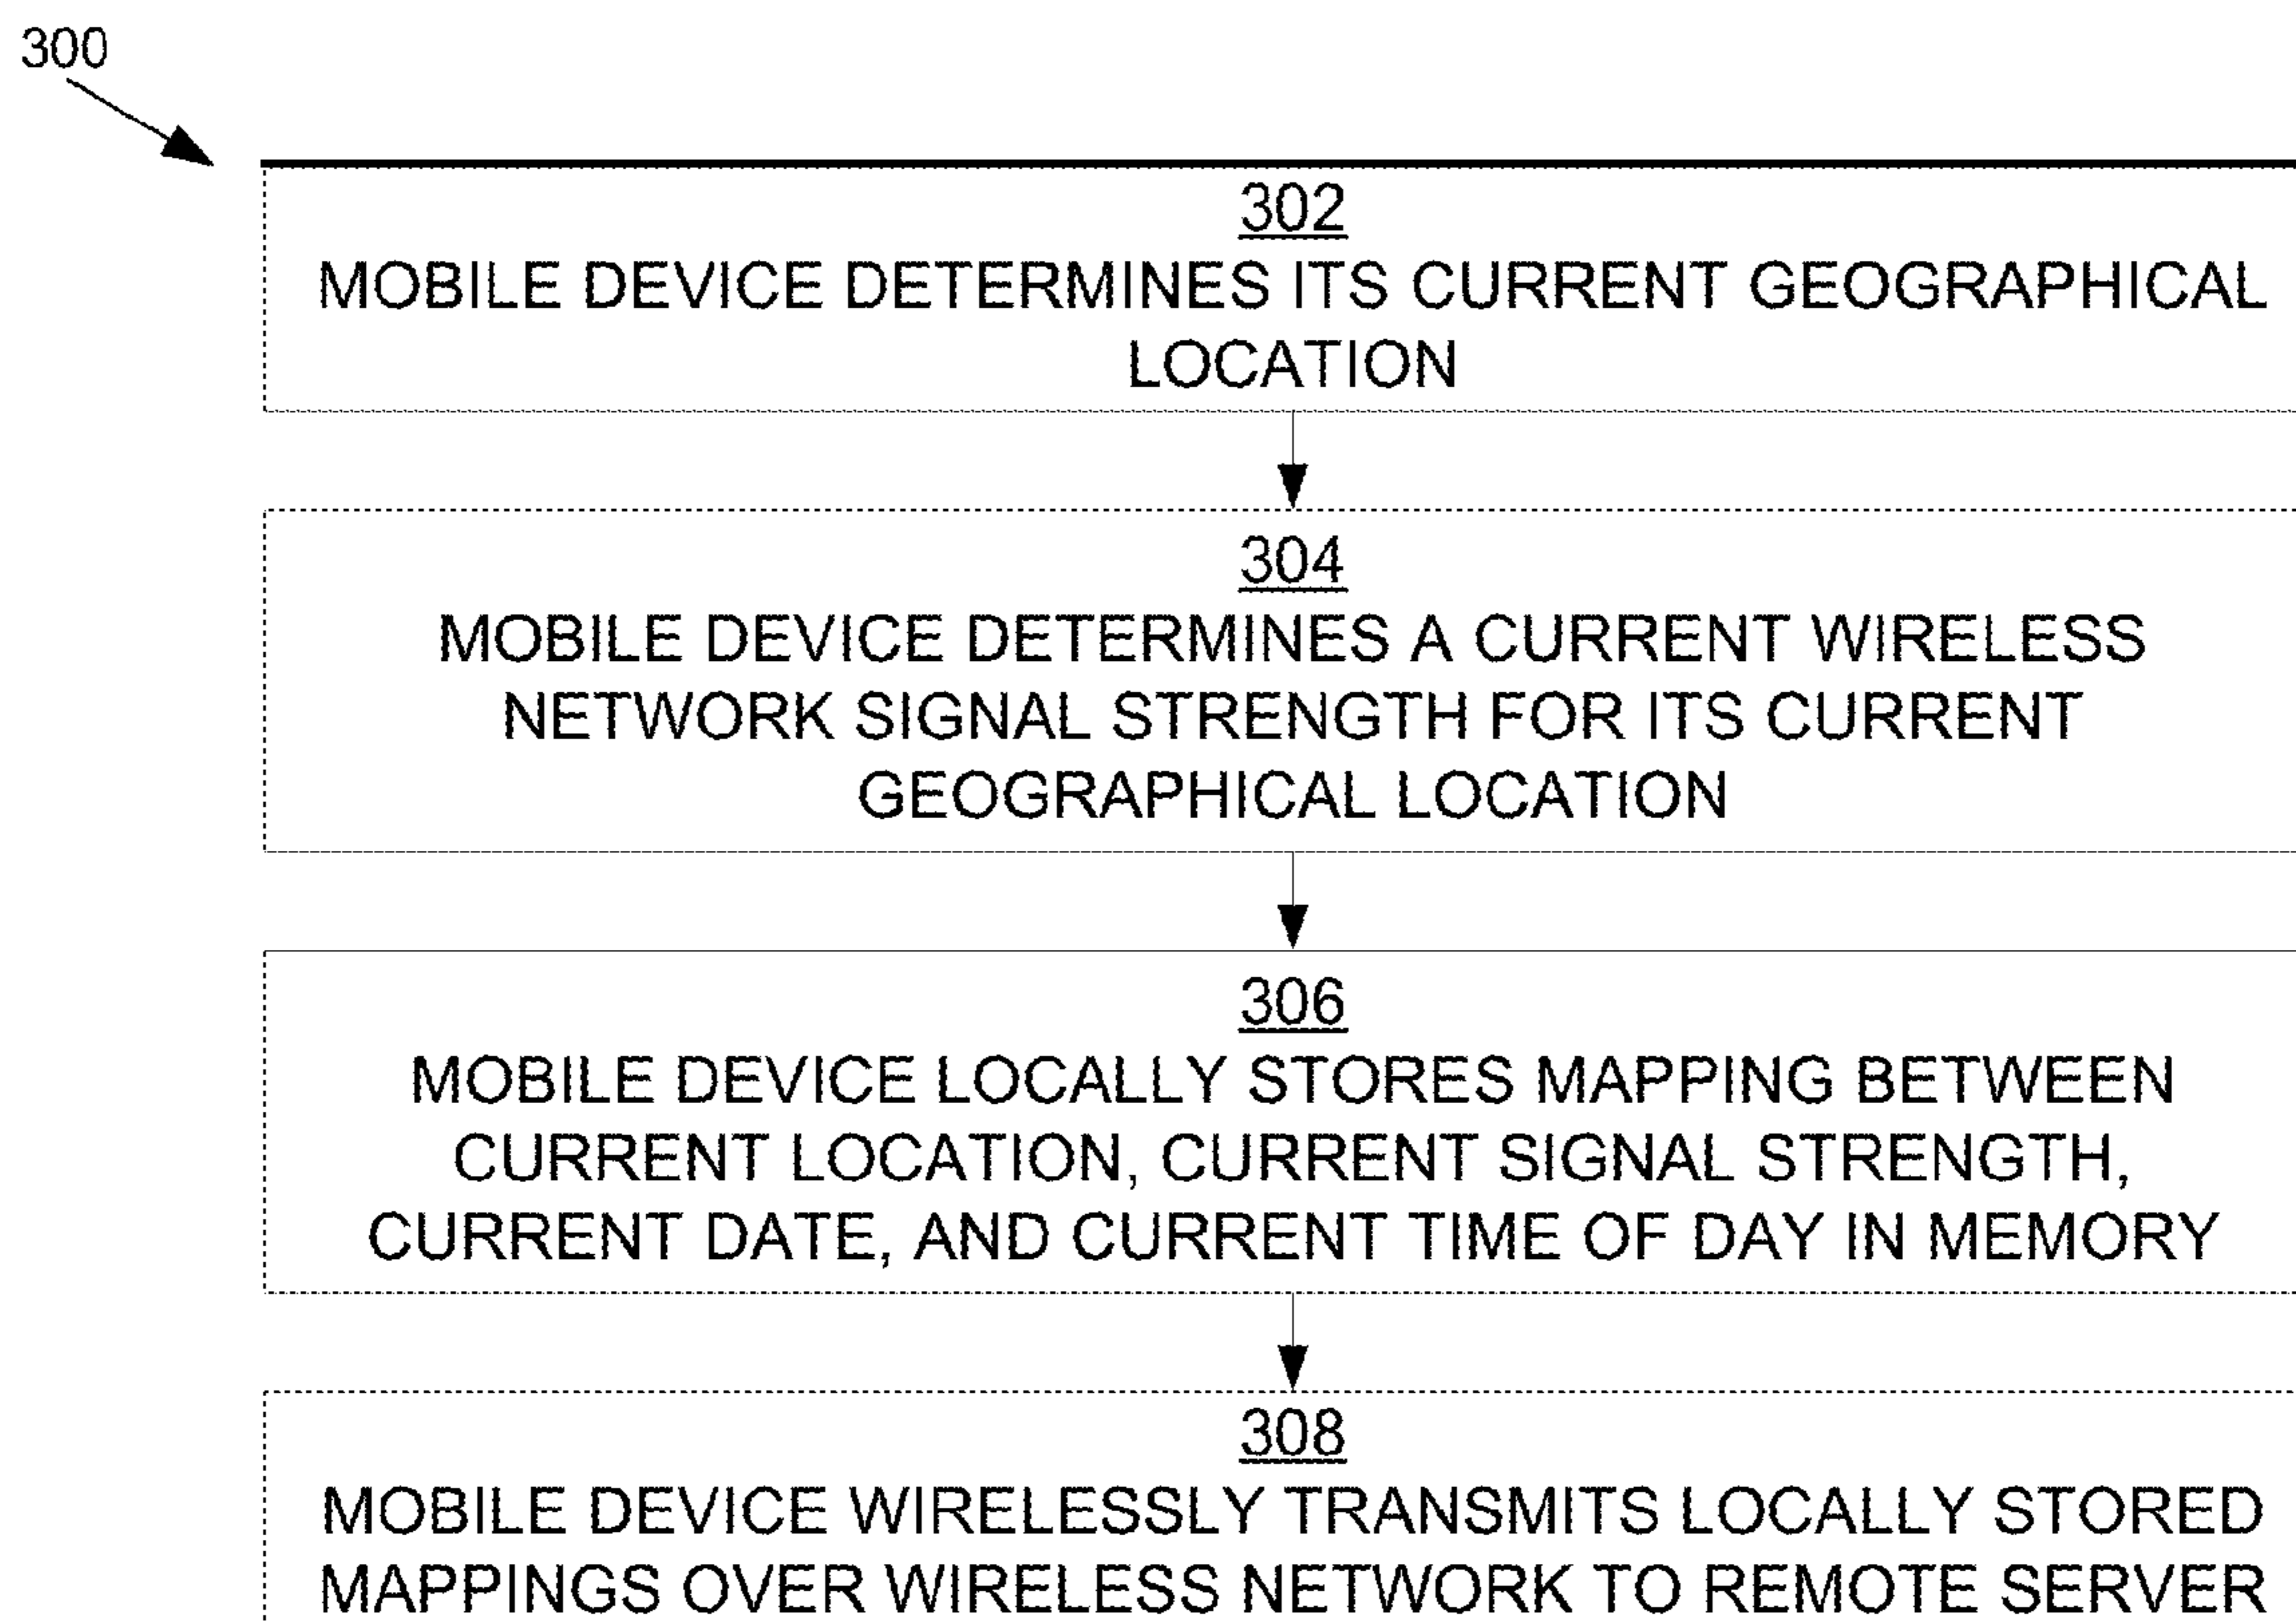 300
302
MOBILE DEVICE DETERMINES ITS CURRENT GEOGRAPHICAL
LOCATION
304
MOBILE DEVICE DETERMINES A CURRENT WIRELESS
NETWORK SIGNAL STRENGTH FOR ITS CURRENT
GEOGRAPHICAL LOCATION
306
MOBILE DEVICE LOCALLY STORES MAPPING BETWEEN
CURRENT LOCATION, CURRENT SIGNAL STRENGTH,
CURRENT DATE, AND CURRENT TIME OF DAY IN MEMORY
308
MOBILE DEVICE WIRELESSLY TRANSMITS LOCALLY STORED
MAPPINGS OVER WIRELESS NETWORK TO REMOTE SERVER